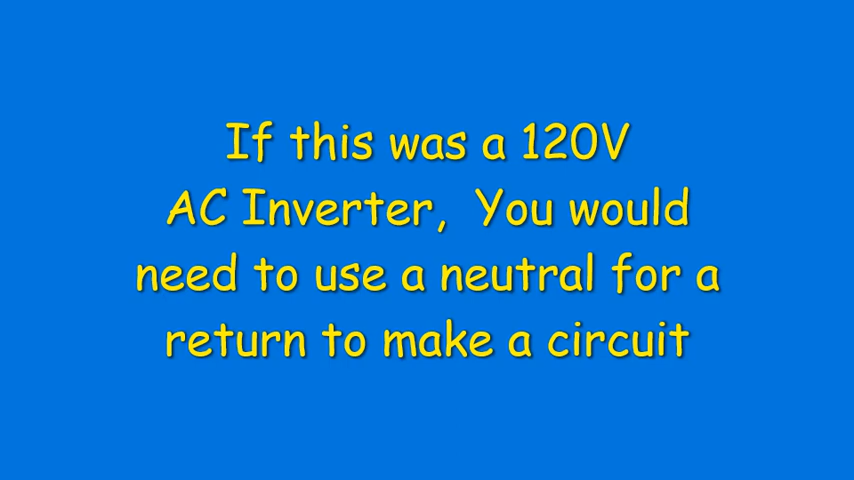 If this was a 120V
AC Inverter,  You would
need to use a neutral for a
return to make a circuit